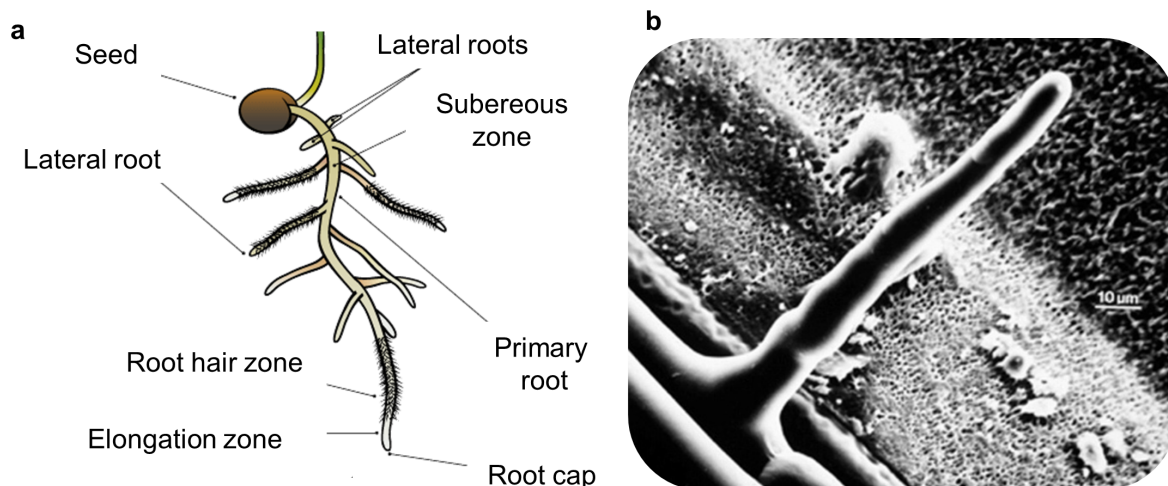 a
Seed
Lateral roots
Subereous
zone
Lateral root
Primary
root
Root hair zone
Elongation zone
Root cap
b
10 µm